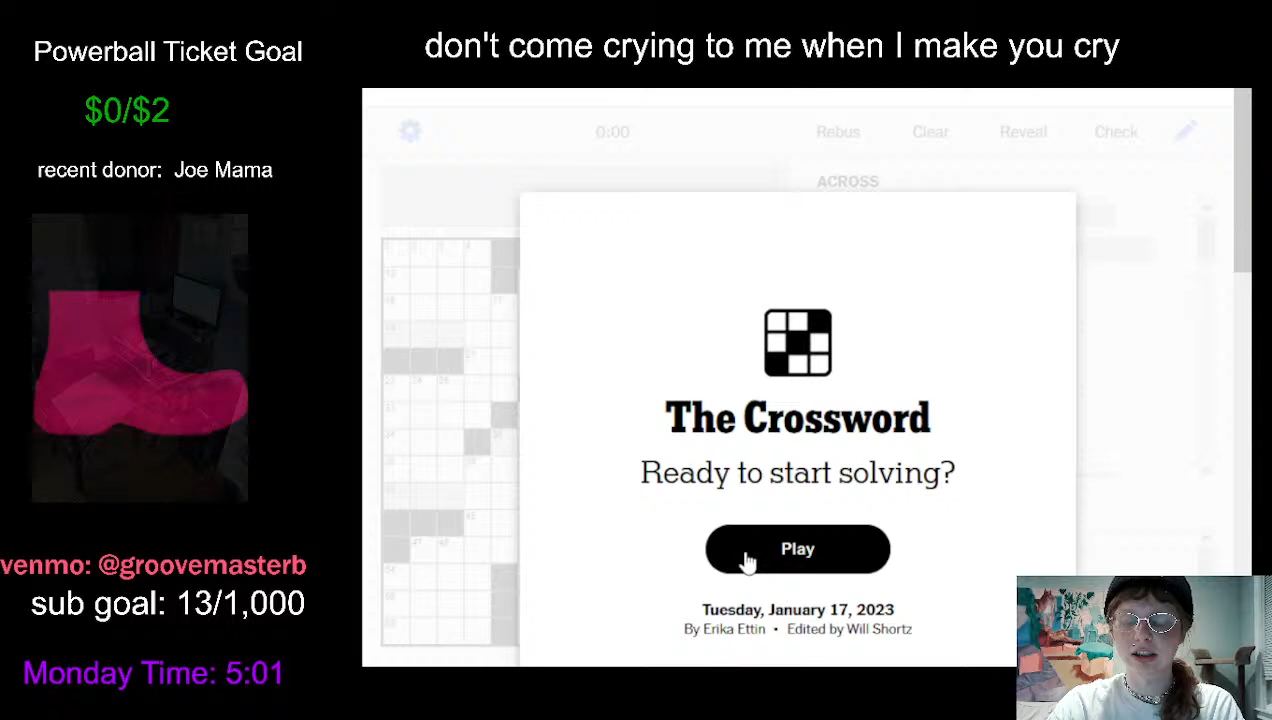 Powerball Ticket Goal
$0/$2
recent donor: Joe Mama
venmo: @groovemasterb
sub goal: 13/1,000
Monday Time: 5:01
don't come crying to me when I make you cry
0:00
Rebus
Clear
Reveal
Check
ACROSS
The Crossword
Ready to start solving?
Play
Tuesday, January 17, 2023
By Erika Ettin • Edited by Will Shortz